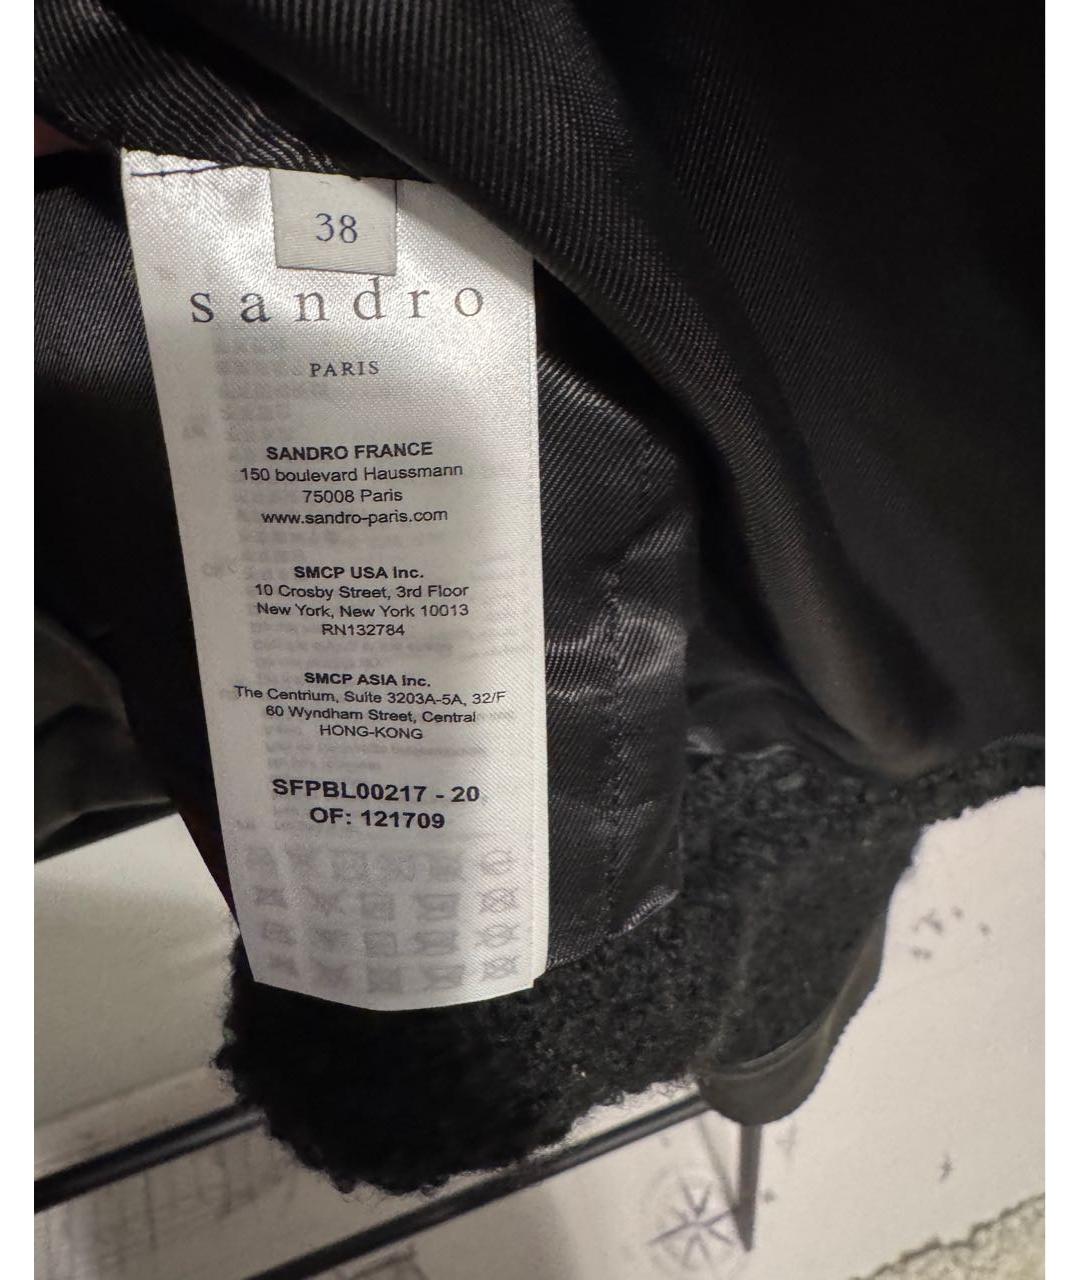 38
sandro
PARIS
SANDRO FRANCE
150 boulevard Haussmann
75008 Paris
www.sandro-paris.com
SMCP USA Inc.
10 Crosby Street, 3rd Floor
New York, New York 10013
RN132784
SMCP ASIA Inc.
The Centrium, Suite 3203A-5A, 32/F
60 Wyndham Street, Central
HONG-KONG
SFPBL00217 - 20
OF: 121709